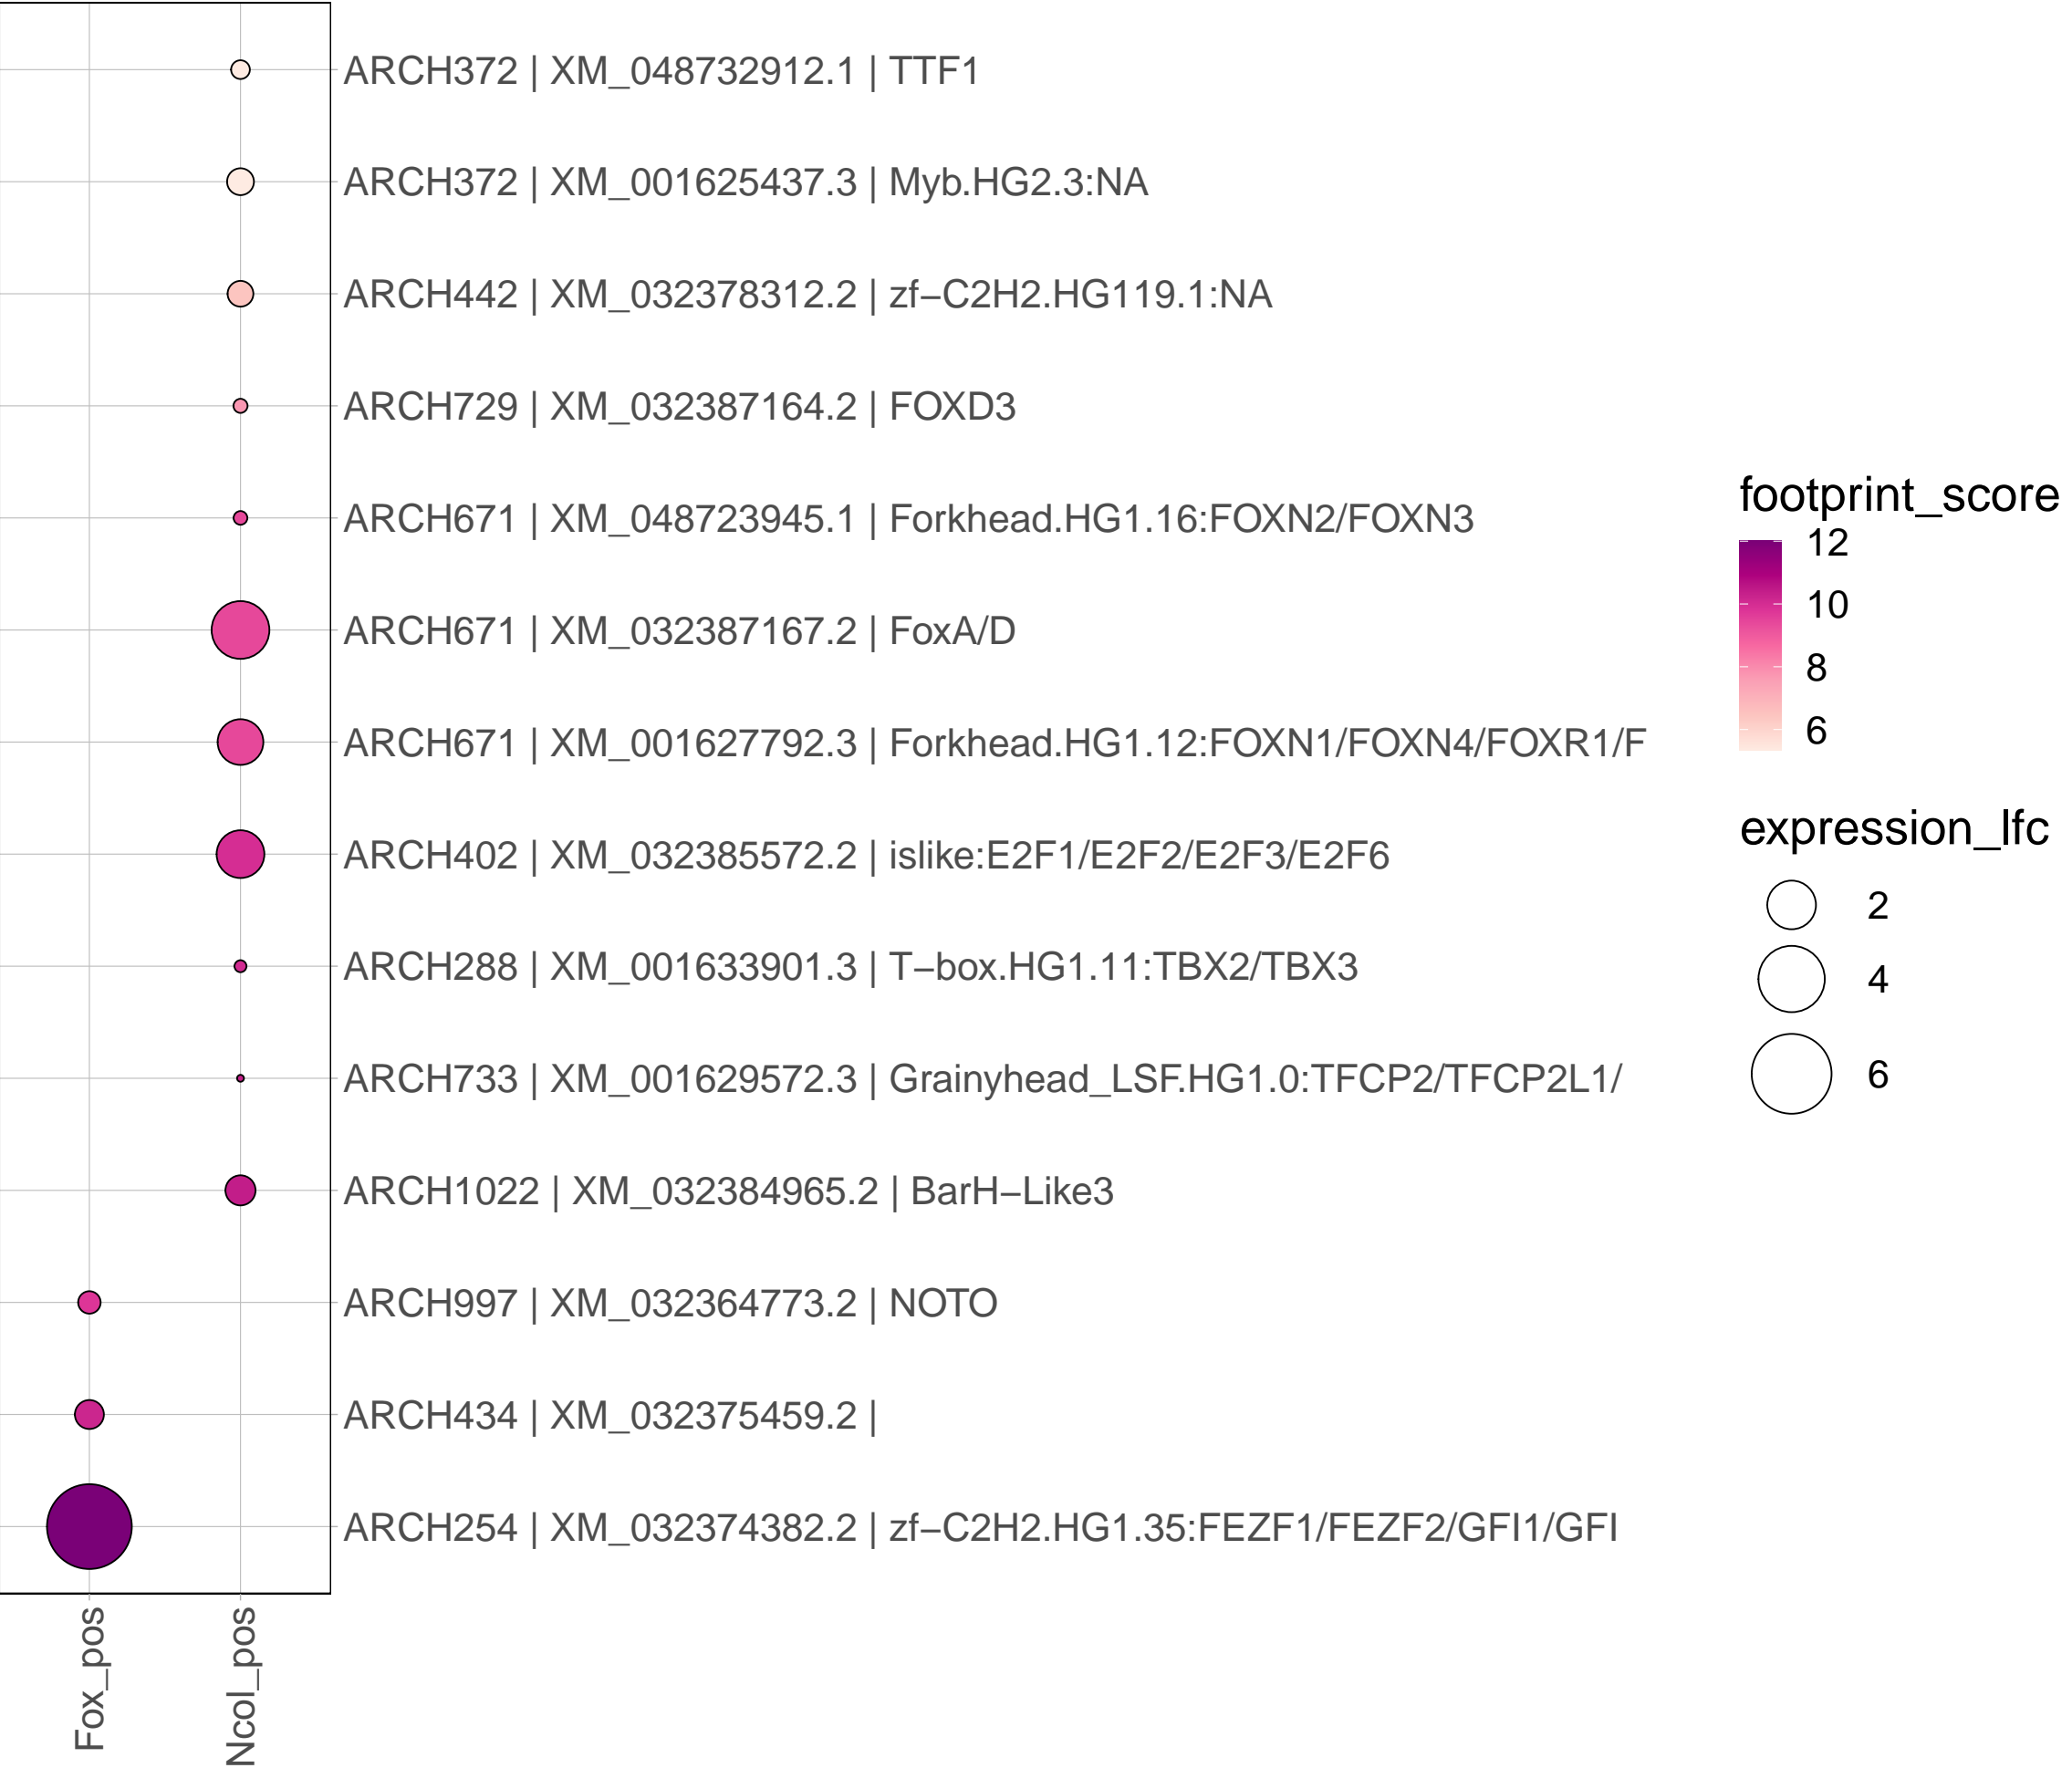 ARCH372 | XM_048732912.1 | TTF1
ARCH372 | XM_001625437.3 | Myb.HG2.3:NA
ARCH442 | XM_032378312.2 | zf−C2H2.HG119.1:NA
ARCH729 | XM_032387164.2 | FOXD3
ARCH671 | XM_048723945.1 | Forkhead.HG1.16:FOXN2/FOXN3
ARCH671 | XM_032387167.2 | FoxA/D
ARCH671 | XM_001627792.3 | Forkhead.HG1.12:FOXN1/FOXN4/FOXR1/F
ARCH402 | XM_032385572.2 | islike:E2F1/E2F2/E2F3/E2F6
ARCH288 | XM_001633901.3 | T−box.HG1.11:TBX2/TBX3
ARCH733 | XM_001629572.3 | Grainyhead_LSF.HG1.0:TFCP2/TFCP2L1/
ARCH1022 | XM_032384965.2 | BarH−Like3
ARCH997 | XM_032364773.2 | NOTO
ARCH434 | XM_032375459.2 |
ARCH254 | XM_032374382.2 | zf−C2H2.HG1.35:FEZF1/FEZF2/GFI1/GFI
Fox_pos
Ncol_pos
footprint_score
12
10
8
6
expression_lfc
2
4
6